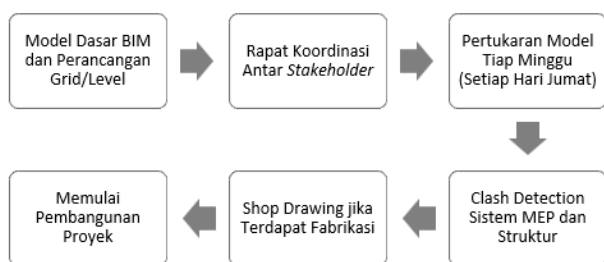 Model Dasar BIM
dan Perancangan
Grid/Level
Rapat Koordinasi
Antar Stakeholder
Pertukaran Model
Tiap Minggu
(Setiap Hari Jumat)
Clash Detection
Sistem MEP dan
Struktur
Shop Drawing jika
Terdapat Fabrikasi
Memulai
Pembangunan
Proyek